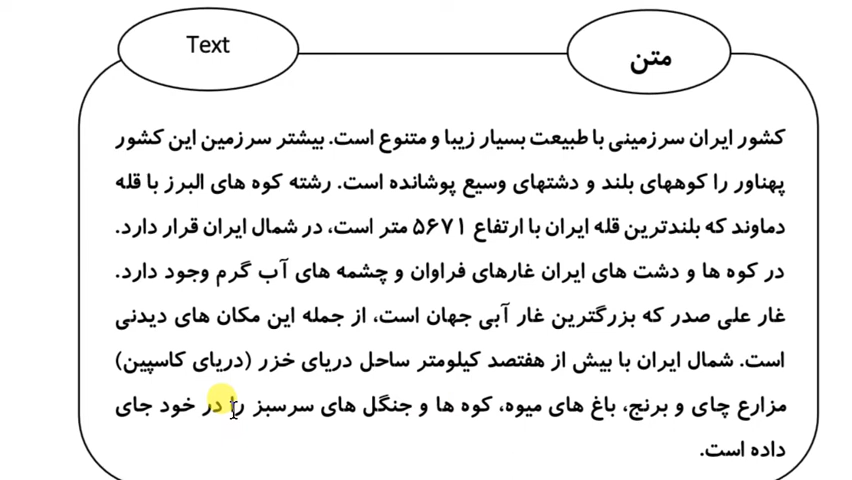 Text
متن
کشور ایران سرزمینی با طبیعت بسیار زیبا و متنوع است. بیشتر سرزمین این کشور
پهناور را کوههای بلند و دشتهای وسیع پوشانده است. رشته کوه های البرز با قله
دماوند که بلندترین قله ایران با ارتفاع ۵۶۷۱ متر است، در شمال ایران قرار دارد.
در کوه ها و دشت های ایران غارهای فراوان و چشمه های آب گرم وجود دارد.
غار علی صدر که بزرگترین غار آبی جهان است، از جمله این مکان های دیدنی
است. شمال ایران با بیش از هفتصد کیلومتر ساحل دریای خزر (دریای کاسپین)
مزارع چای و برنج، باغ های میوه، کوه ها و جنگل های سرسبز را در خود جای
داده است.